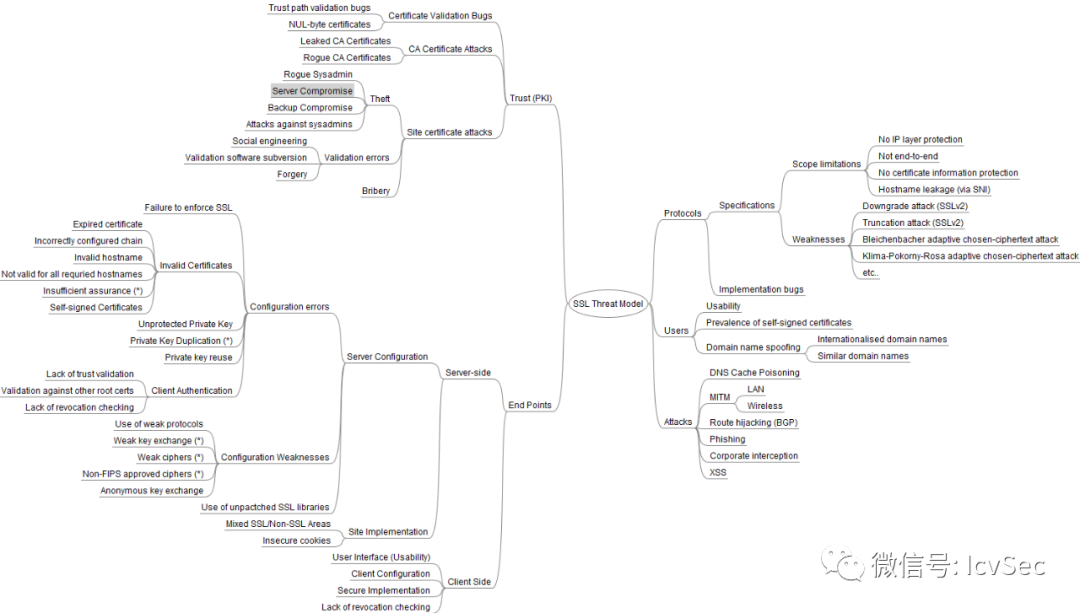 Trust path validation bugs
NUL-byte certificates
Certificate Validation Bugs
Leaked CA Certificates
Rogue CA Certificates
CA Certificate Attacks
Rogue Sysadmin
Server Compromise
Backup Compromise
Attacks against sysadmins
Theft
Social engineering
Validation software subversion
Forgery
Validation errors
Bribery
Site certificate attacks
Trust (PKI)
Failure to enforce SSL
Expired certificate
Incorrectly configured chain
Invalid hostname
Not valid for all requried hostnames
Insufficient assurance (*)
Self-signed Certificates
Invalid Certificates
Unprotected Private Key
Private Key Duplication (*)
Private key reuse
Lack of trust validation
Validation against other root certs
Lack of revocation checking
Client Authentication
Configuration errors
Use of weak protocols
Weak key exchange (*)
Weak ciphers (*)
Non-FIPS approved ciphers (*)
Anonymous key exchange
Configuration Weaknesses
Use of unpactched SSL libraries
Server Configuration
Mixed SSL/Non-SSL Areas
Insecure cookies
Site Implementation
Server-side
User Interface (Usability)
Client Configuration
Secure Implementation
Lack of revocation checking
Client Side
End Points
SSL Threat Model
Protocols
Specifications
Scope limitations
No IP layer protection
Not end-to-end
No certificate information protection
Hostname leakage (via SNI)
Weaknesses
Downgrade attack (SSLv2)
Truncation attack (SSLv2)
Bleichenbacher adaptive chosen-ciphertext attack
Klima-Pokorny-Rosa adaptive chosen-ciphertext attack
etc..
Implementation bugs
Users
Usability
Prevalence of self-signed certificates
Domain name spoofing
Internationalised domain names
Similar domain names
Attacks
DNS Cache Poisoning
MITM
LAN
Wireless
Route hijacking (BGP)
Phishing
Corporate interception
XSS
微信号: IcvSec